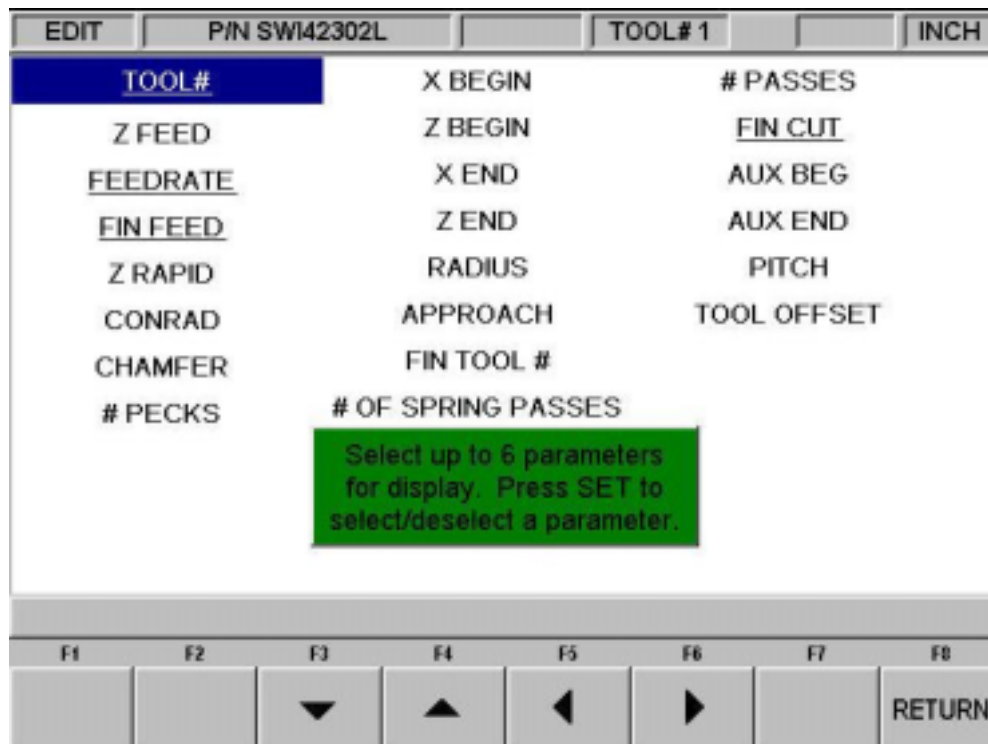 EDIT P/N SWI42302L TOOL# 1 INCH
TOOL# X BEGIN # PASSES
Z FEED Z BEGIN FIN CUT
FEEDRATE X END AUX BEG
FIN FEED Z END AUX END
Z RAPID RADIUS PITCH
CONRAD APPROACH TOOL OFFSET
CHAMFER FIN TOOL #
# PECKS # OF SPRING PASSES
Select up to 6 parameters
for display. Press SET to
select/deselect a parameter.
F1 F2 F3 F4 F5 F6 F7 F8
RETURN